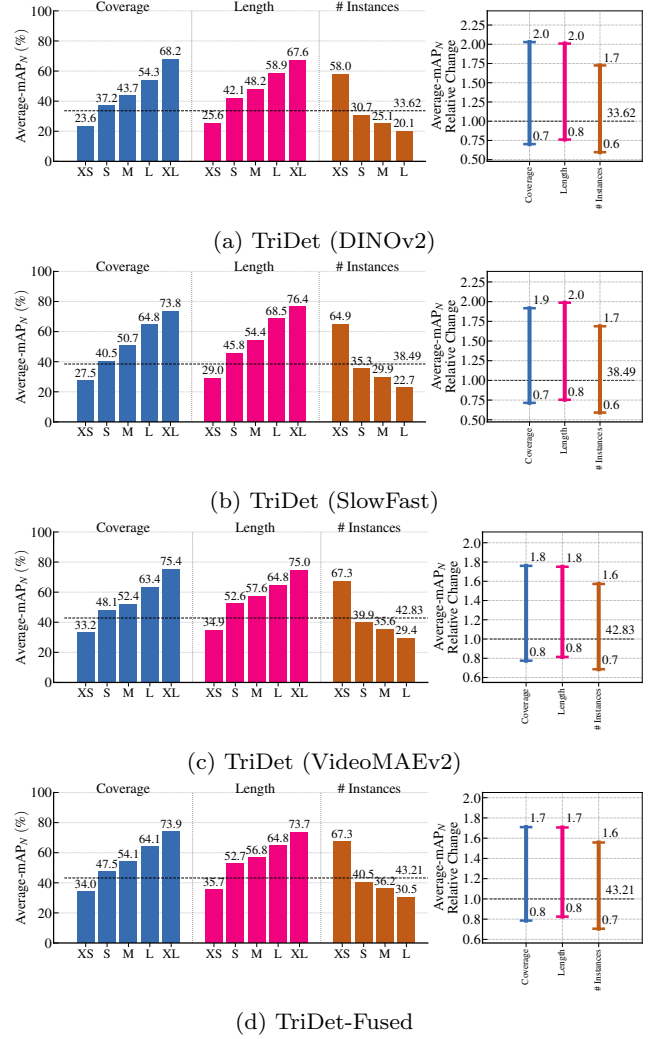 Coverage Length # Instances
Average-mAP_N (%)
100
80
60
40
20
0
23.6 37.2 43.7 54.3 68.2 25.6 42.1 48.2 58.9 67.6 58.0 30.7 25.1 20.1
33.62
XS S M L XL XS S M L XL XS S M L
Average-mAP_N
Relative Change
2.25
2.00
1.75
1.50
1.25
1.00
0.75
0.50
2.0 2.0 1.7
33.62
0.7 0.8 0.6
Coverage Length # Instances
(a) TriDet (DINOv2)
Coverage Length # Instances
Average-mAP_N (%)
100
80
60
40
20
0
27.5 40.5 50.7 64.8 73.8 29.0 45.8 54.4 68.5 76.4 64.9 35.3 29.9 22.7
38.49
XS S M L XL XS S M L XL XS S M L
Average-mAP_N
Relative Change
2.25
2.00
1.75
1.50
1.25
1.00
0.75
0.50
1.9 2.0 1.7
38.49
0.7 0.8 0.6
Coverage Length # Instances
(b) TriDet (SlowFast)
Coverage Length # Instances
Average-mAP_N (%)
100
80
60
40
20
0
33.2 48.1 52.4 63.4 75.4 34.9 52.6 57.6 64.8 75.0 67.3 39.9 35.6 29.4
42.83
XS S M L XL XS S M L XL XS S M L
Average-mAP_N
Relative Change
1.8
1.6
1.4
1.2
1.0
0.8
0.6
1.8 1.8 1.6
42.83
0.8 0.8 0.7
Coverage Length # Instances
(c) TriDet (VideoMAEv2)
Coverage Length # Instances
Average-mAP_N (%)
100
80
60
40
20
0
34.0 47.5 54.1 64.1 73.9 35.7 52.7 56.8 64.8 73.7 67.3 40.5 36.2 30.5
43.21
XS S M L XL XS S M L XL XS S M L
Average-mAP_N
Relative Change
2.0
1.8
1.6
1.4
1.2
1.0
0.8
0.6
1.7 1.7 1.6
43.21
0.8 0.8 0.7
Coverage Length # Instances
(d) TriDet-Fused